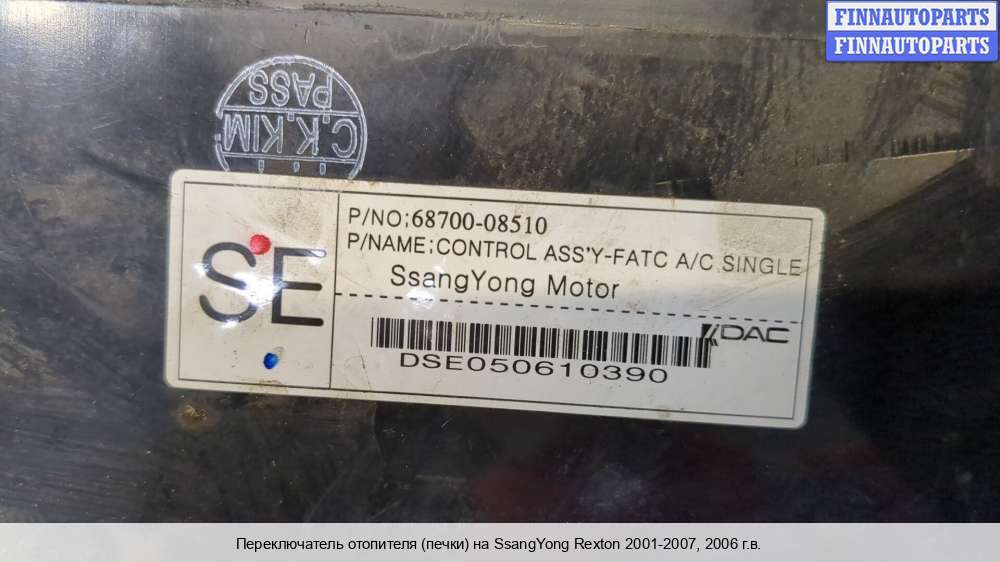 FINNAUTOPARTS
FINNAUTOPARTS
PASS
C.K.KIM
SE
P/NO:68700-08510
P/NAME:CONTROL ASS'Y-FATC A/C SINGLE
SsangYong Motor
DAC
DSE050610390
Переключатель отопителя (печки) на SsangYong Rexton 2001-2007, 2006 г.в.